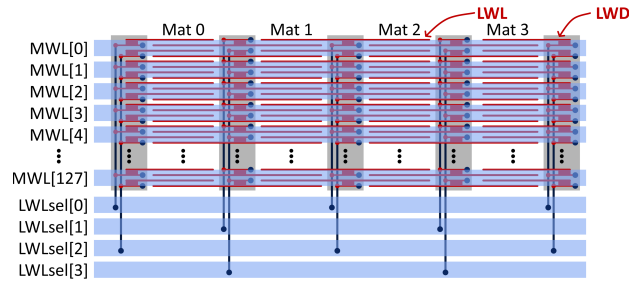 LWL
LWD
Mat 0 Mat 1 Mat 2 Mat 3
MWL[0]
MWL[1]
MWL[2]
MWL[3]
MWL[4]
MWL[127]
LWLsel[0]
LWLsel[1]
LWLsel[2]
LWLsel[3]